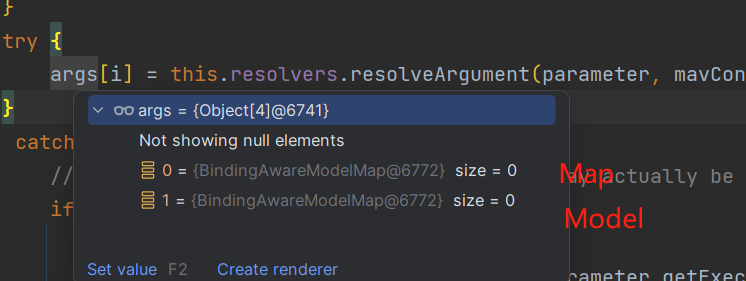 }
try {
args[i] = this.resolvers.resolveArgument(parameter, mavCon
}
args = {Object[4]@6741}
catch
Not showing null elements
// 0 = {BindingAwareModelMap@6772} size = 0 Map actually be
if 1 = {BindingAwareModelMap@6772} size = 0 Model
Set value F2 Create renderer rameter.getExec